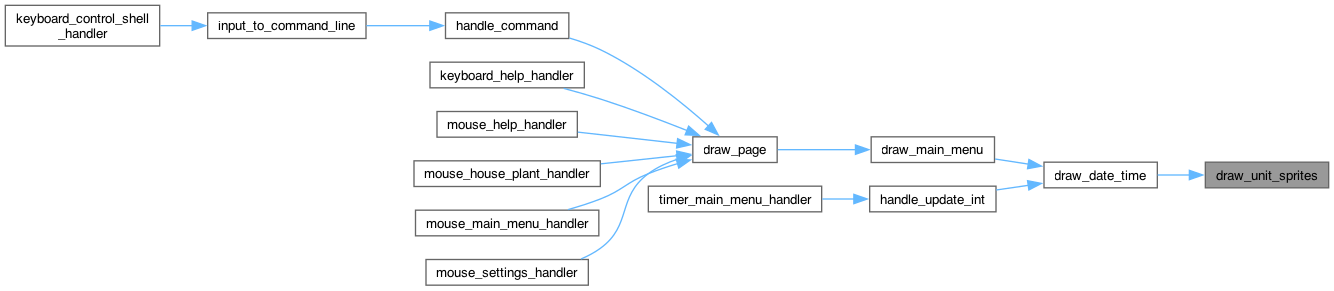 keyboard_control_shell
_handler
input_to_command_line
handle_command
keyboard_help_handler
mouse_help_handler
draw_page
draw_main_menu
mouse_house_plant_handler
draw_date_time
draw_unit_sprites
timer_main_menu_handler
handle_update_int
mouse_main_menu_handler
mouse_settings_handler